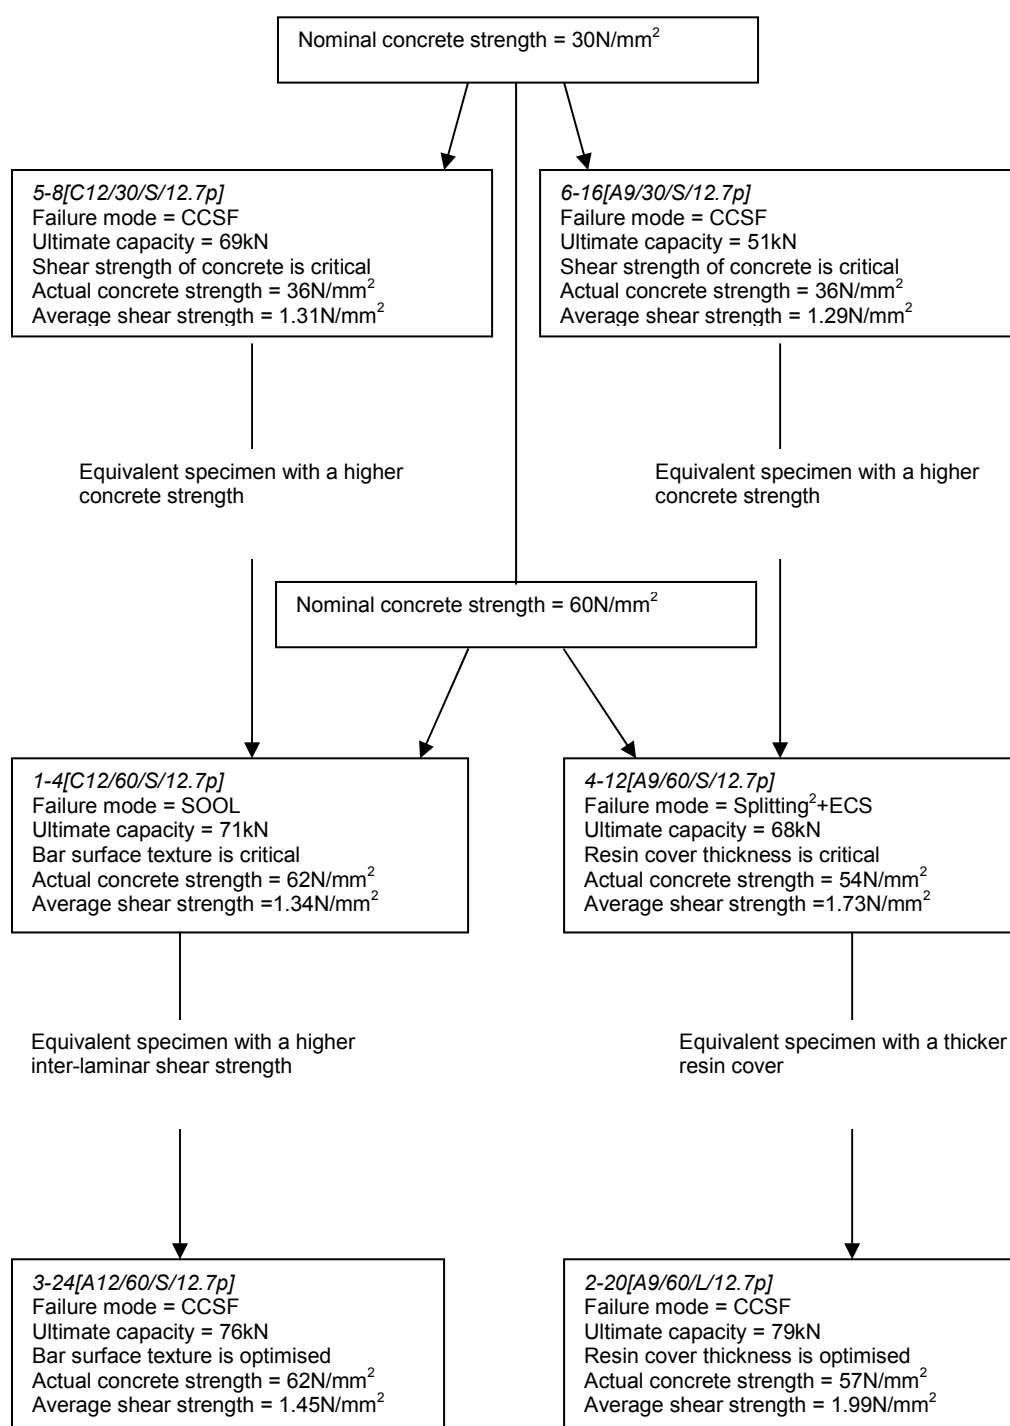 Nominal concrete strength = 30N/mm²
5-8[C12/30/S/12.7p]
Failure mode = CCSF
Ultimate capacity = 69kN
Shear strength of concrete is critical
Actual concrete strength = 36N/mm²
Average shear strength = 1.31N/mm²
6-16[A9/30/S/12.7p]
Failure mode = CCSF
Ultimate capacity = 51kN
Shear strength of concrete is critical
Actual concrete strength = 36N/mm²
Average shear strength = 1.29N/mm²
Equivalent specimen with a higher
concrete strength
Equivalent specimen with a higher
concrete strength
Nominal concrete strength = 60N/mm²
1-4[C12/60/S/12.7p]
Failure mode = SOOL
Ultimate capacity = 71kN
Bar surface texture is critical
Actual concrete strength = 62N/mm²
Average shear strength =1.34N/mm²
4-12[A9/60/S/12.7p]
Failure mode = Splitting²+ECS
Ultimate capacity = 68kN
Resin cover thickness is critical
Actual concrete strength = 54N/mm²
Average shear strength =1.73N/mm²
Equivalent specimen with a higher
inter-laminar shear strength
Equivalent specimen with a thicker
resin cover
3-24[A12/60/S/12.7p]
Failure mode = CCSF
Ultimate capacity = 76kN
Bar surface texture is optimised
Actual concrete strength = 62N/mm²
Average shear strength = 1.45N/mm²
2-20[A9/60/L/12.7p]
Failure mode = CCSF
Ultimate capacity = 79kN
Resin cover thickness is optimised
Actual concrete strength = 57N/mm²
Average shear strength = 1.99N/mm²